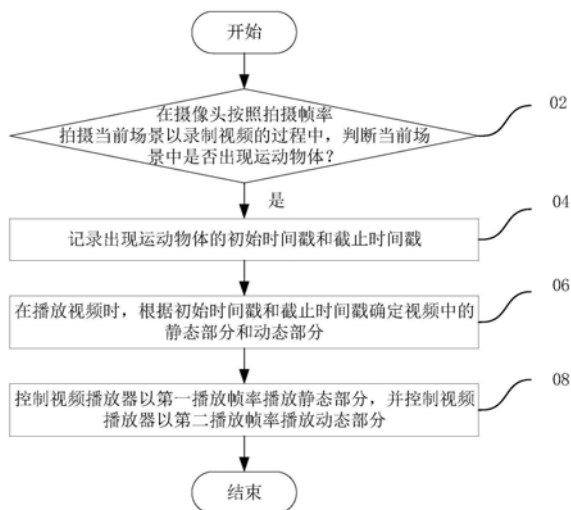 开始
在摄像头按照拍摄帧率
拍摄当前场景以录制视频的过程中，判断当前场
景中是否出现运动物体？
02
是
记录出现运动物体的初始时间戳和截止时间戳
04
在播放视频时，根据初始时间戳和截止时间戳确定视频中的
静态部分和动态部分
06
控制视频播放器以第一播放帧率播放静态部分，并控制视频
播放器以第二播放帧率播放动态部分
08
结束